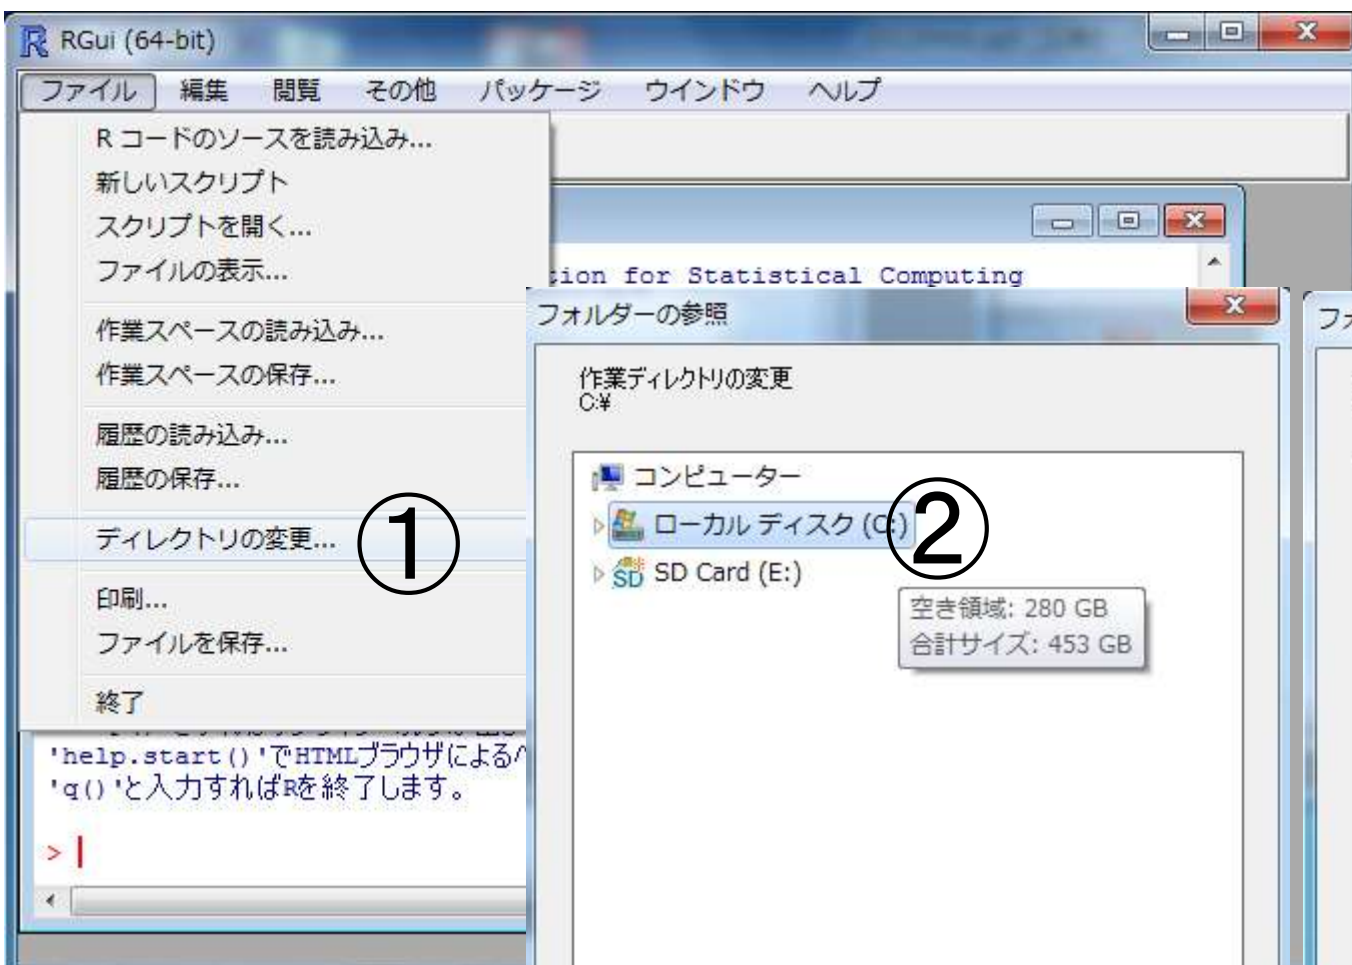 RGui (64-bit)
ファイル 編集 閲覧 その他 パッケージ ウインドウ ヘルプ
R コードのソースを読み込み...
新しいスクリプト
スクリプトを開く...
ファイルの表示...
作業スペースの読み込み...
作業スペースの保存...
履歴の読み込み...
履歴の保存...
ディレクトリの変更...
①
印刷...
ファイルを保存...
終了
for Statistical Computing
'help.start()'でHTMLブラウザによる
'q()'と入力すればRを終了します。
>
フォルダーの参照
作業ディレクトリの変更
C:¥
コンピューター
ローカル ディスク (C:)
②
SD Card (E:)
空き領域: 280 GB
合計サイズ: 453 GB